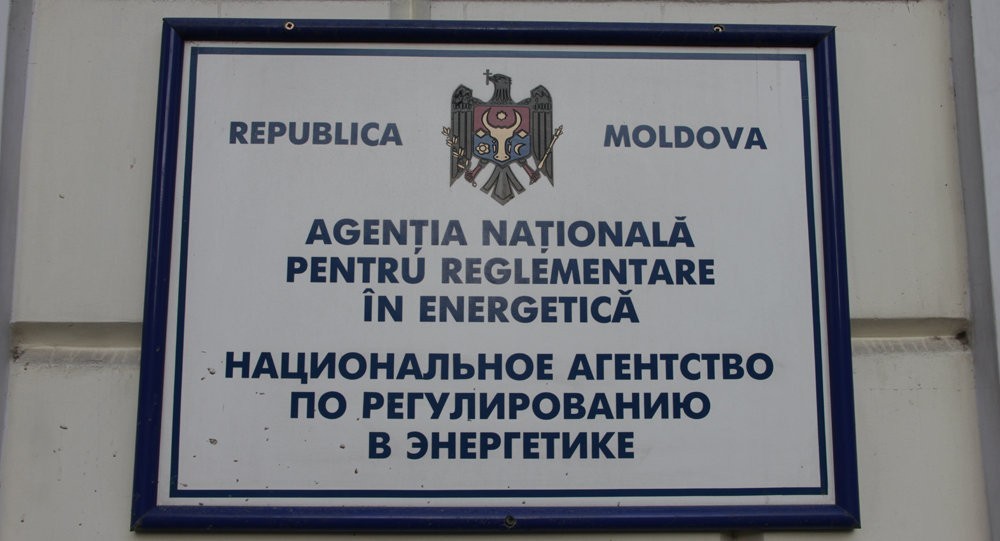 REPUBLICA MOLDOVA
AGENȚIA NAȚIONALĂ
PENTRU REGLEMENTARE
ÎN ENERGETICĂ
НАЦИОНАЛЬНОЕ АГЕНТСТВО
ПО РЕГУЛИРОВАНИЮ
В ЭНЕРГЕТИКЕ